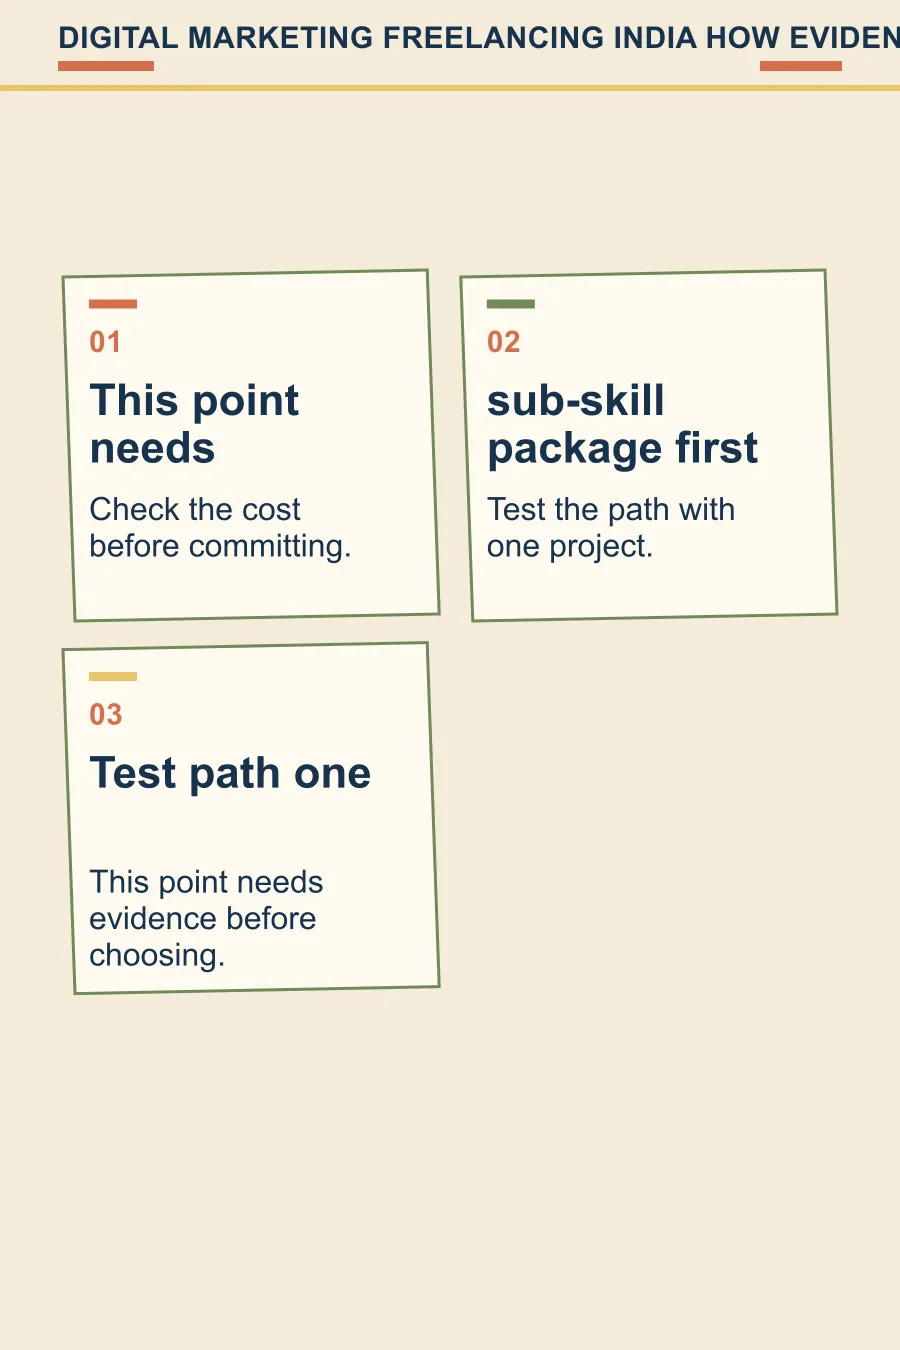 DIGITAL MARKETING FREELANCING INDIA HOW EVIDEN
01
This point
needs
Check the cost
before committing.
02
sub-skill
package first
Test the path with
one project.
03
Test path one
This point needs
evidence before
choosing.